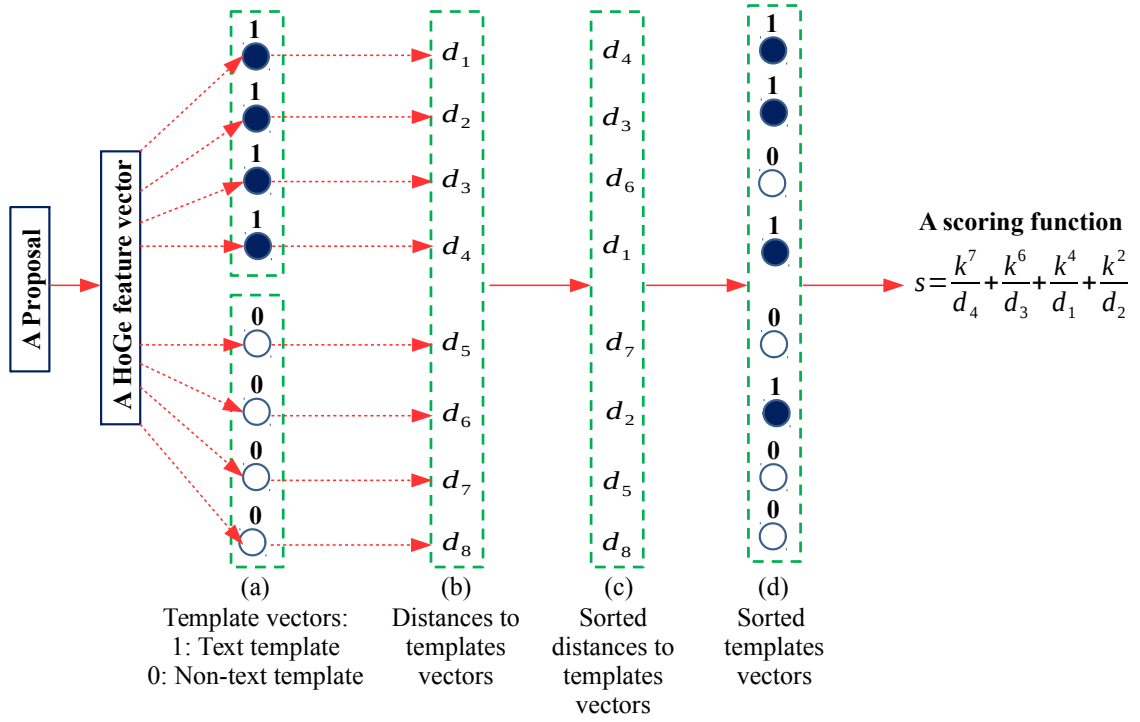 A Proposal
A HoGe feature vector
1
1
1
1
0
0
0
0
(a)
Template vectors:
1: Text template
0: Non-text template
d₁
d₂
d₃
d₄
d₅
d₆
d₇
d₈
(b)
Distances to
templates
vectors
d₄
d₃
d₆
d₁
d₇
d₂
d₅
d₈
(c)
Sorted
distances to
templates
vectors
1
1
0
1
0
1
0
0
(d)
Sorted
templates
vectors
A scoring function
s=k⁷/d₄+k⁶/d₃+k⁴/d₁+k²/d₂